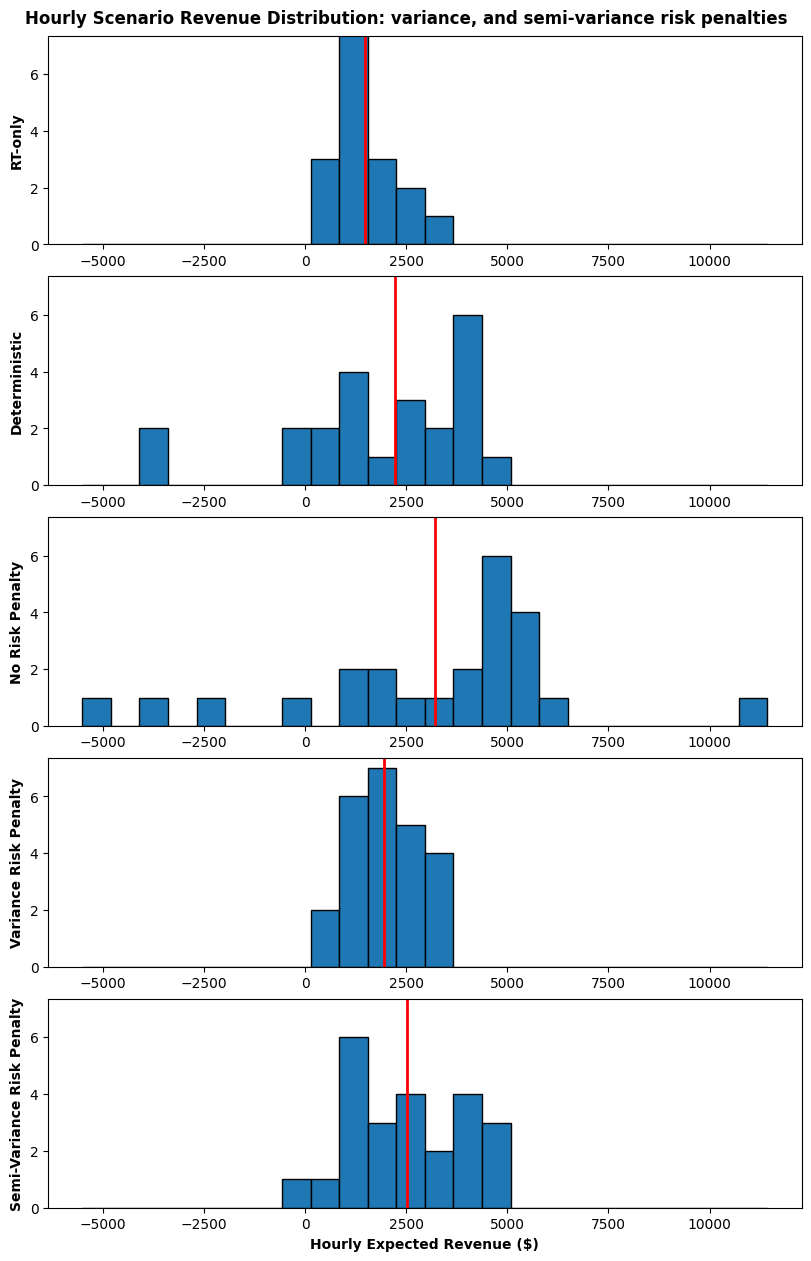 Hourly Scenario Revenue Distribution: variance, and semi-variance risk penalties
RT-only
6
4
2
0
−5000 −2500 0 2500 5000 7500 10000
Deterministic
6
4
2
0
−5000 −2500 0 2500 5000 7500 10000
No Risk Penalty
6
4
2
0
−5000 −2500 0 2500 5000 7500 10000
Variance Risk Penalty
6
4
2
0
−5000 −2500 0 2500 5000 7500 10000
Semi-Variance Risk Penalty
6
4
2
0
−5000 −2500 0 2500 5000 7500 10000
Hourly Expected Revenue ($)